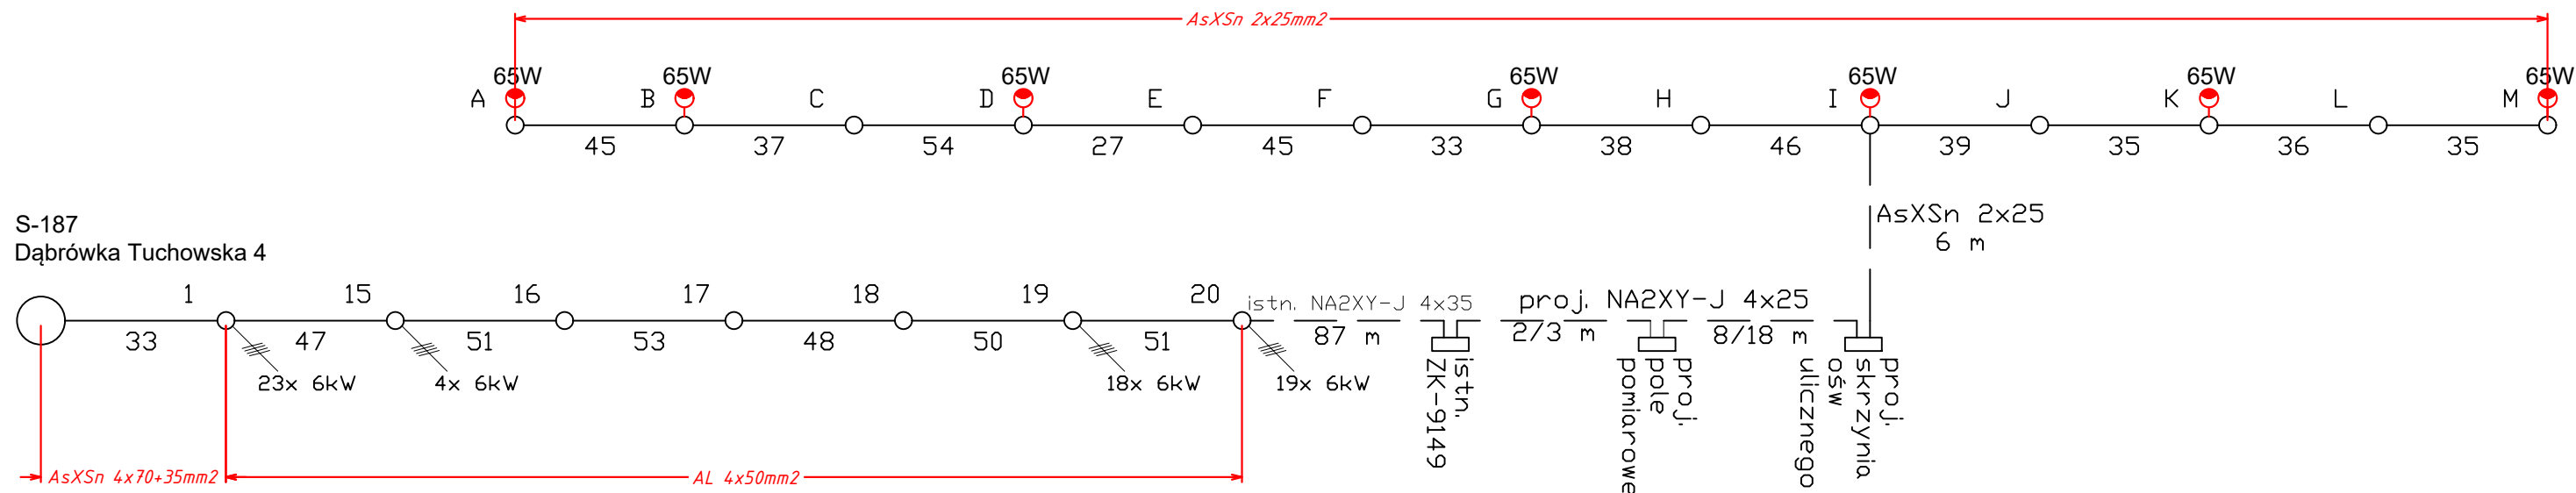 AsXSn 2x25mm2
65W 65W 65W 65W 65W 65W 65W
A B C D E F G H I J K L M
45 37 54 27 45 33 38 46 39 35 36 35
AsXSn 2x25
6 m
S-187
Dąbrówka Tuchowska 4
1 15 16 17 18 19 20
istn. NA2XY-J 4x35
proj. NA2XY-J 4x25
33 47 51 53 48 50 51
87 m
2/3 m
8/18 m
23x 6kW
4x 6kW
18x 6kW
19x 6kW
istn.
ZK-9149
proj.
pole
pomiarowe
proj.
skrzynia
ośw
ulicznego
AsXSn 4x70+35mm2
AL 4x50mm2